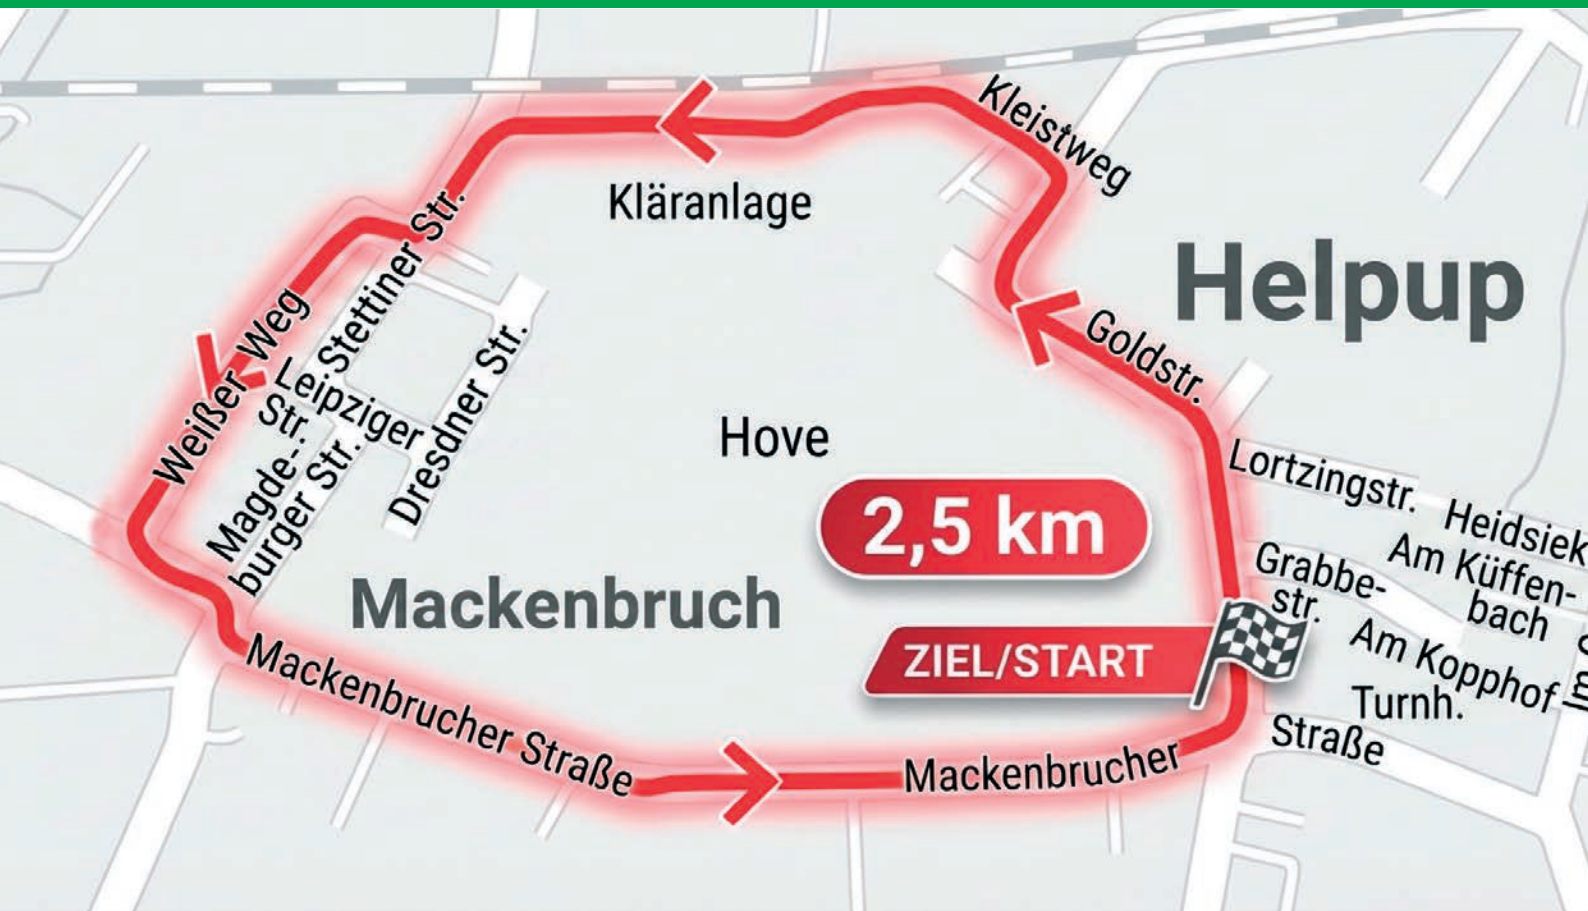 Kleistweg
Kläranlage
Helpup
Stettiner Str.
Goldstr.
Weißer Weg
Leipziger
Str.
Dresdner Str.
Hove
Lortzingstr.
Magde-
burger Str.
2,5 km
Heidsiek
Am Küffen-
bach
Grabbe-
str.
Mackenbruch
ZIEL/START
Am Kopphof
Turnh.
Mackenbrucher Straße
Mackenbrucher
Straße